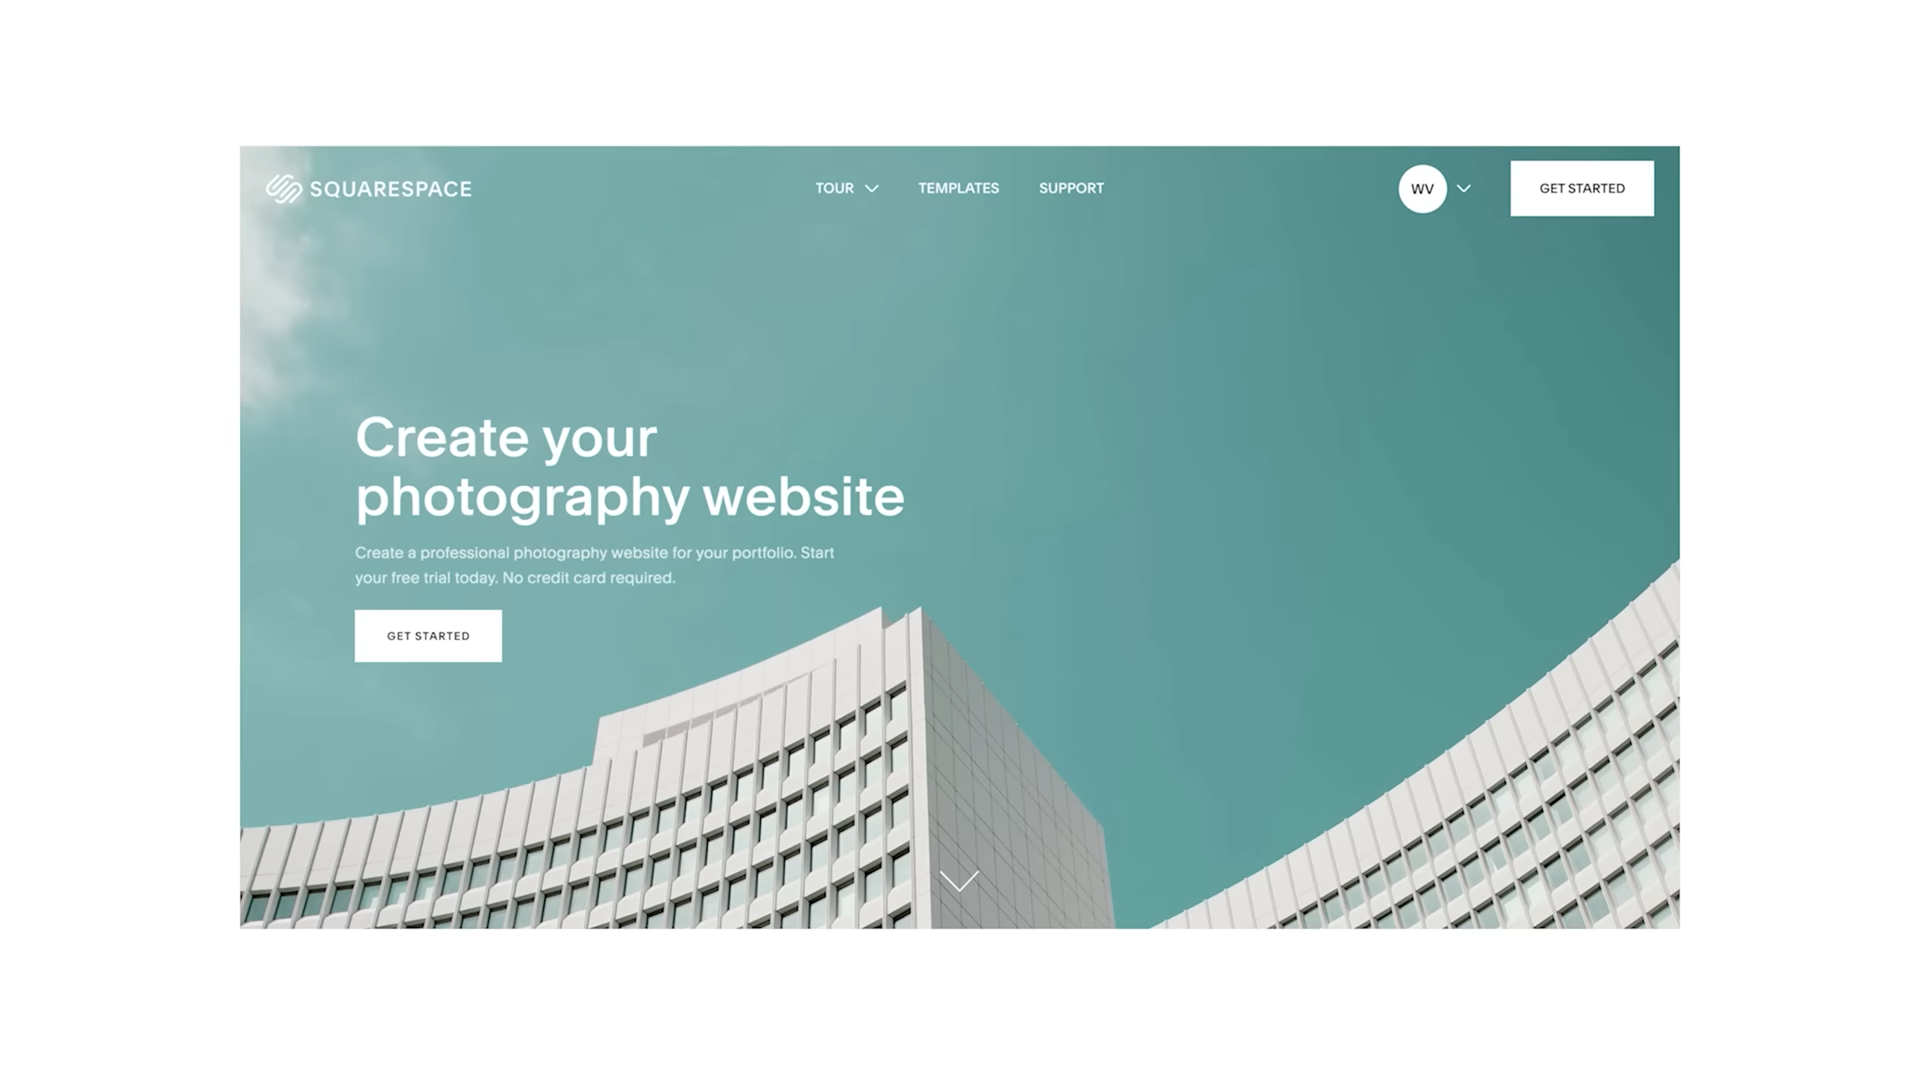 SQUARESPACE
TOUR
TEMPLATES
SUPPORT
WV
GET STARTED
Create your
photography website
Create a professional photography website for your portfolio. Start
your free trial today. No credit card required.
GET STARTED